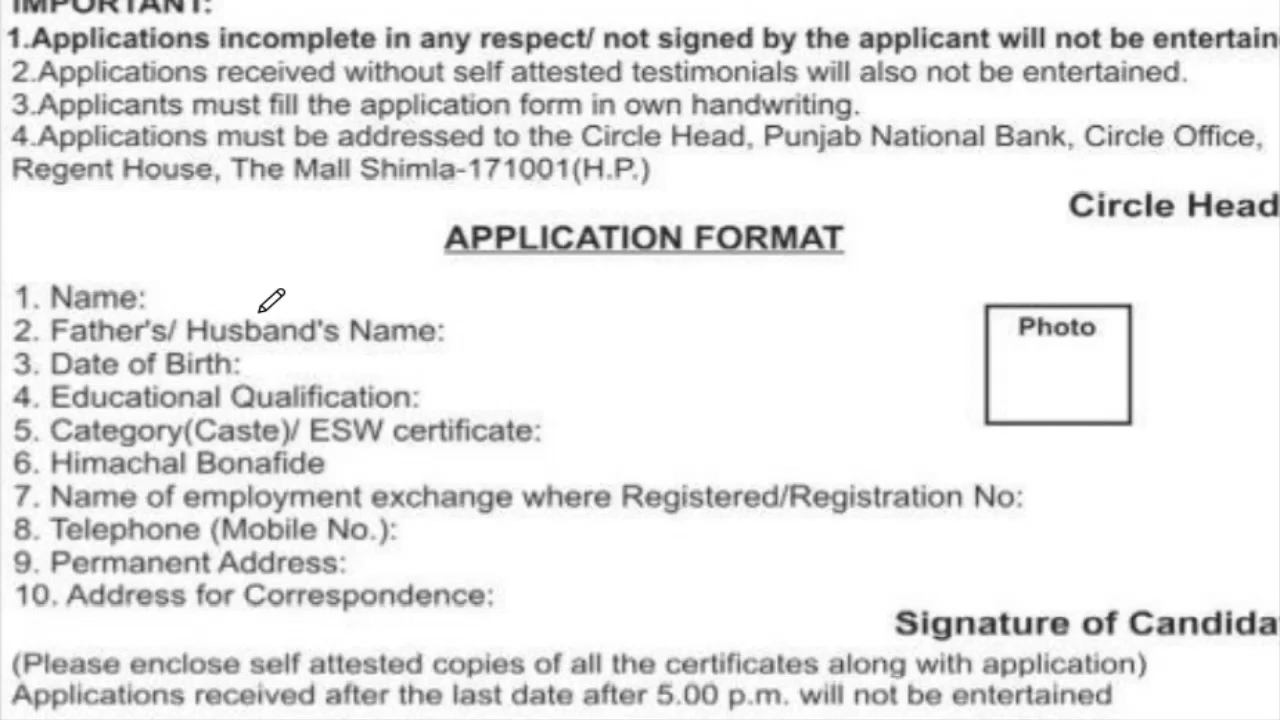 IMPORTANT:
1.Applications incomplete in any respect/ not signed by the applicant will not be entertain
2.Applications received without self attested testimonials will also not be entertained.
3.Applicants must fill the application form in own handwriting.
4.Applications must be addressed to the Circle Head, Punjab National Bank, Circle Office,
Regent House, The Mall Shimla-171001(H.P.)
Circle Head
APPLICATION FORMAT
1. Name:
2. Father's/ Husband's Name:
Photo
3. Date of Birth:
4. Educational Qualification:
5. Category(Caste)/ ESW certificate:
6. Himachal Bonafide
7. Name of employment exchange where Registered/Registration No:
8. Telephone (Mobile No.):
9. Permanent Address:
10. Address for Correspondence:
Signature of Candida
(Please enclose self attested copies of all the certificates along with application)
Applications received after the last date after 5.00 p.m. will not be entertained